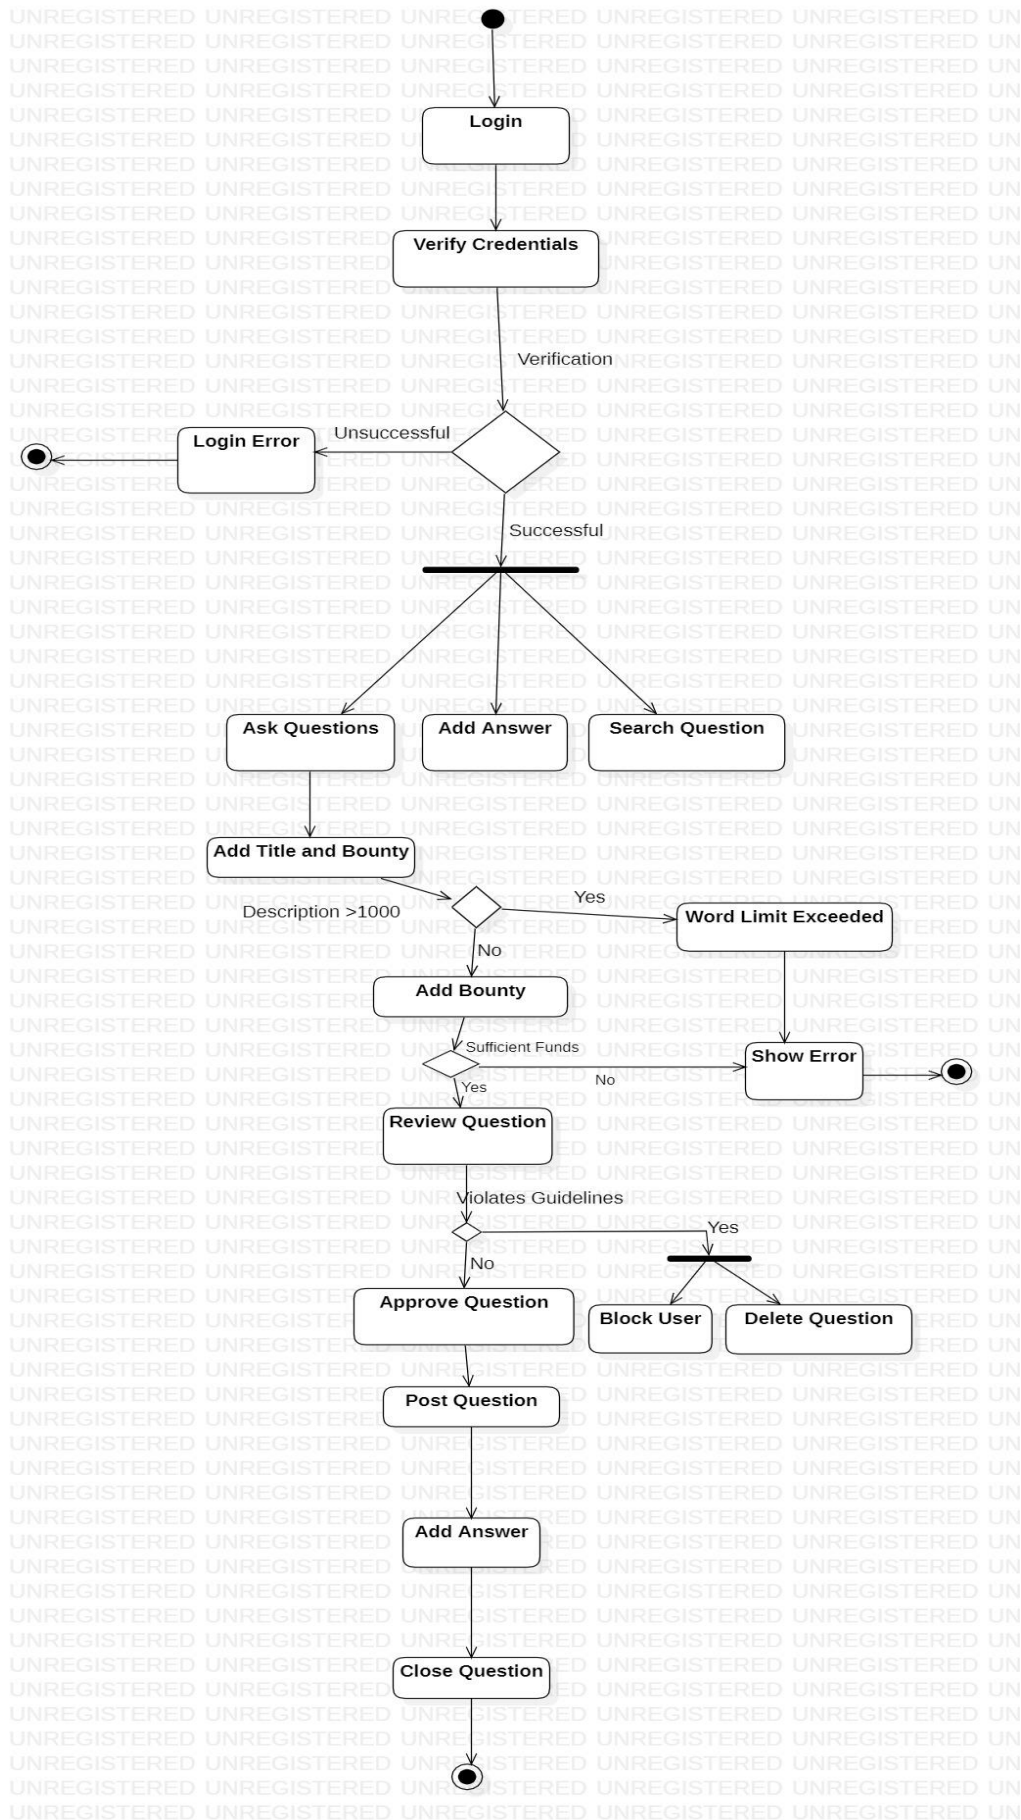 Login
Verify Credentials
Verification
Unsuccessful
Login Error
Successful
Ask Questions
Add Answer
Search Question
Add Title and Bounty
Description >1000
Yes
Word Limit Exceeded
No
Add Bounty
Sufficient Funds
Show Error
No
Yes
Review Question
Violates Guidelines
Yes
No
Approve Question
Block User
Delete Question
Post Question
Add Answer
Close Question
UNREGISTERED